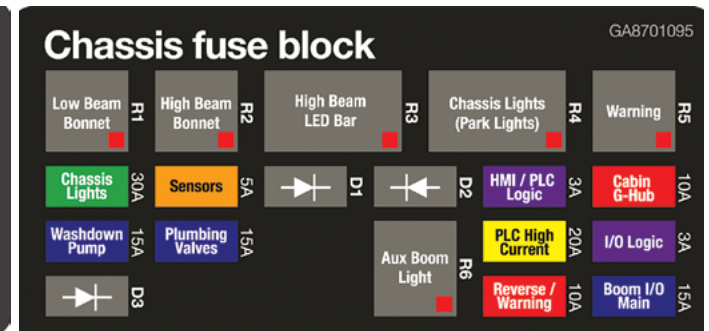 Chassis fuse block
GA8701095
Low Beam
Bonnet
R1
High Beam
Bonnet
R2
High Beam
LED Bar
R3
Chassis Lights
(Park Lights)
R4
Warning
R5
Chassis
Lights
30A
Sensors
5A
D1
D2
HMI / PLC
Logic
3A
Cabin
G-Hub
10A
Washdown
Pump
15A
Plumbing
Valves
15A
Aux Boom
Light
R6
PLC High
Current
20A
I/O Logic
3A
D3
Reverse /
Warning
10A
Boom I/O
Main
15A